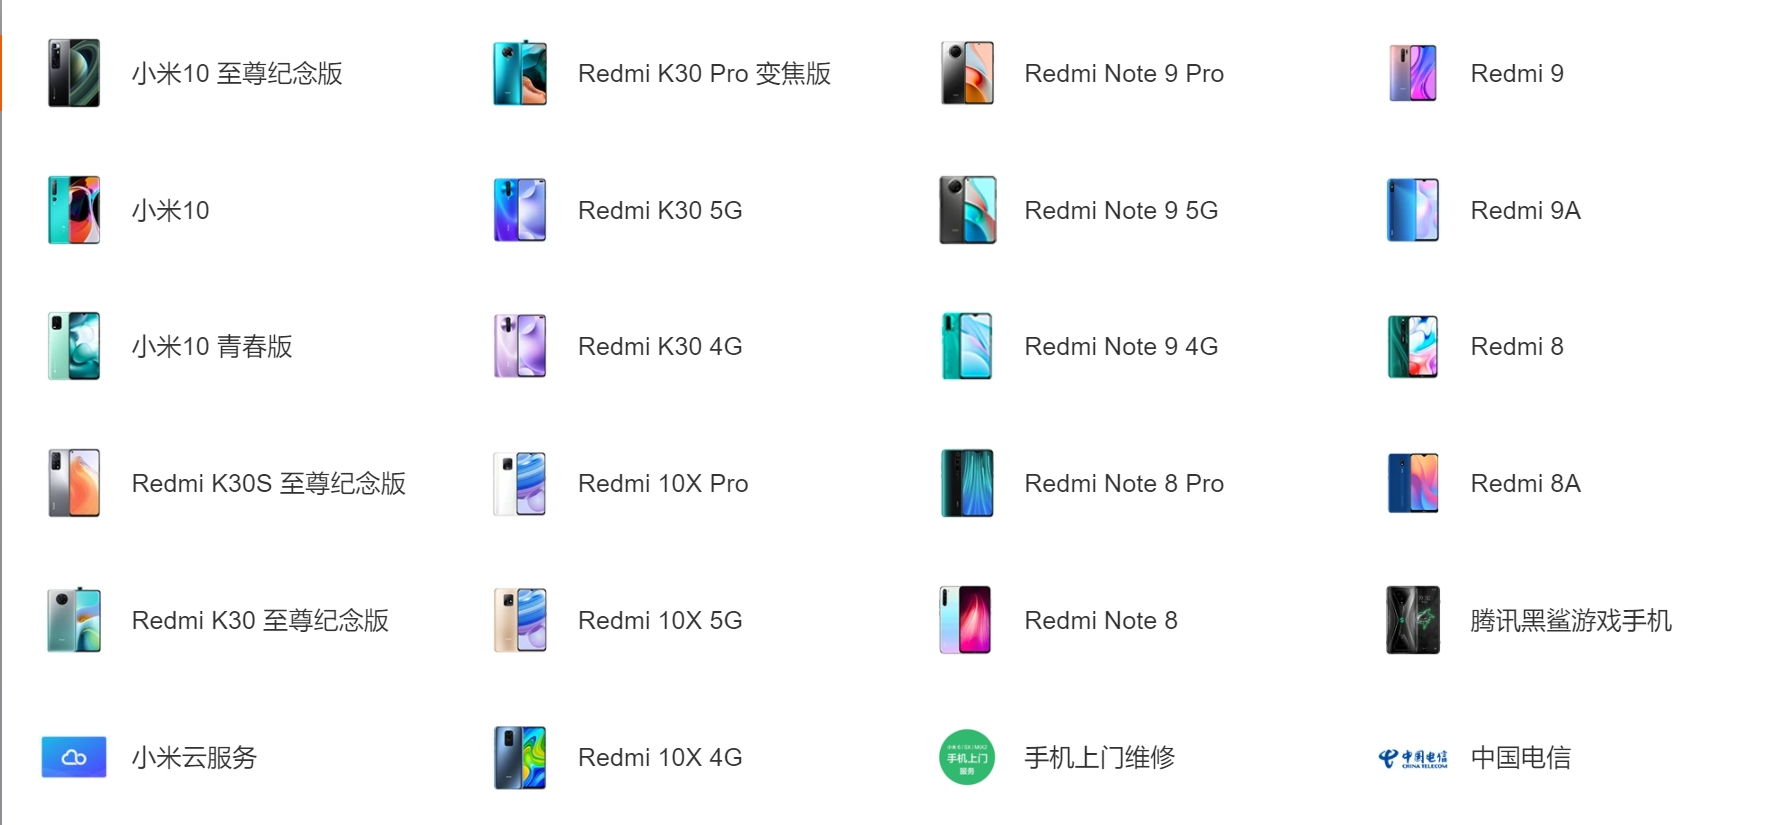 小米10 至尊纪念版
Redmi K30 Pro 变焦版
Redmi Note 9 Pro
Redmi 9
小米10
Redmi K30 5G
Redmi Note 9 5G
Redmi 9A
小米10 青春版
Redmi K30 4G
Redmi Note 9 4G
Redmi 8
Redmi K30S 至尊纪念版
Redmi 10X Pro
Redmi Note 8 Pro
Redmi 8A
Redmi K30 至尊纪念版
Redmi 10X 5G
Redmi Note 8
腾讯黑鲨游戏手机
小米云服务
Redmi 10X 4G
手机上门
服务
手机上门维修
中国电信
CHINA TELECOM
中国电信